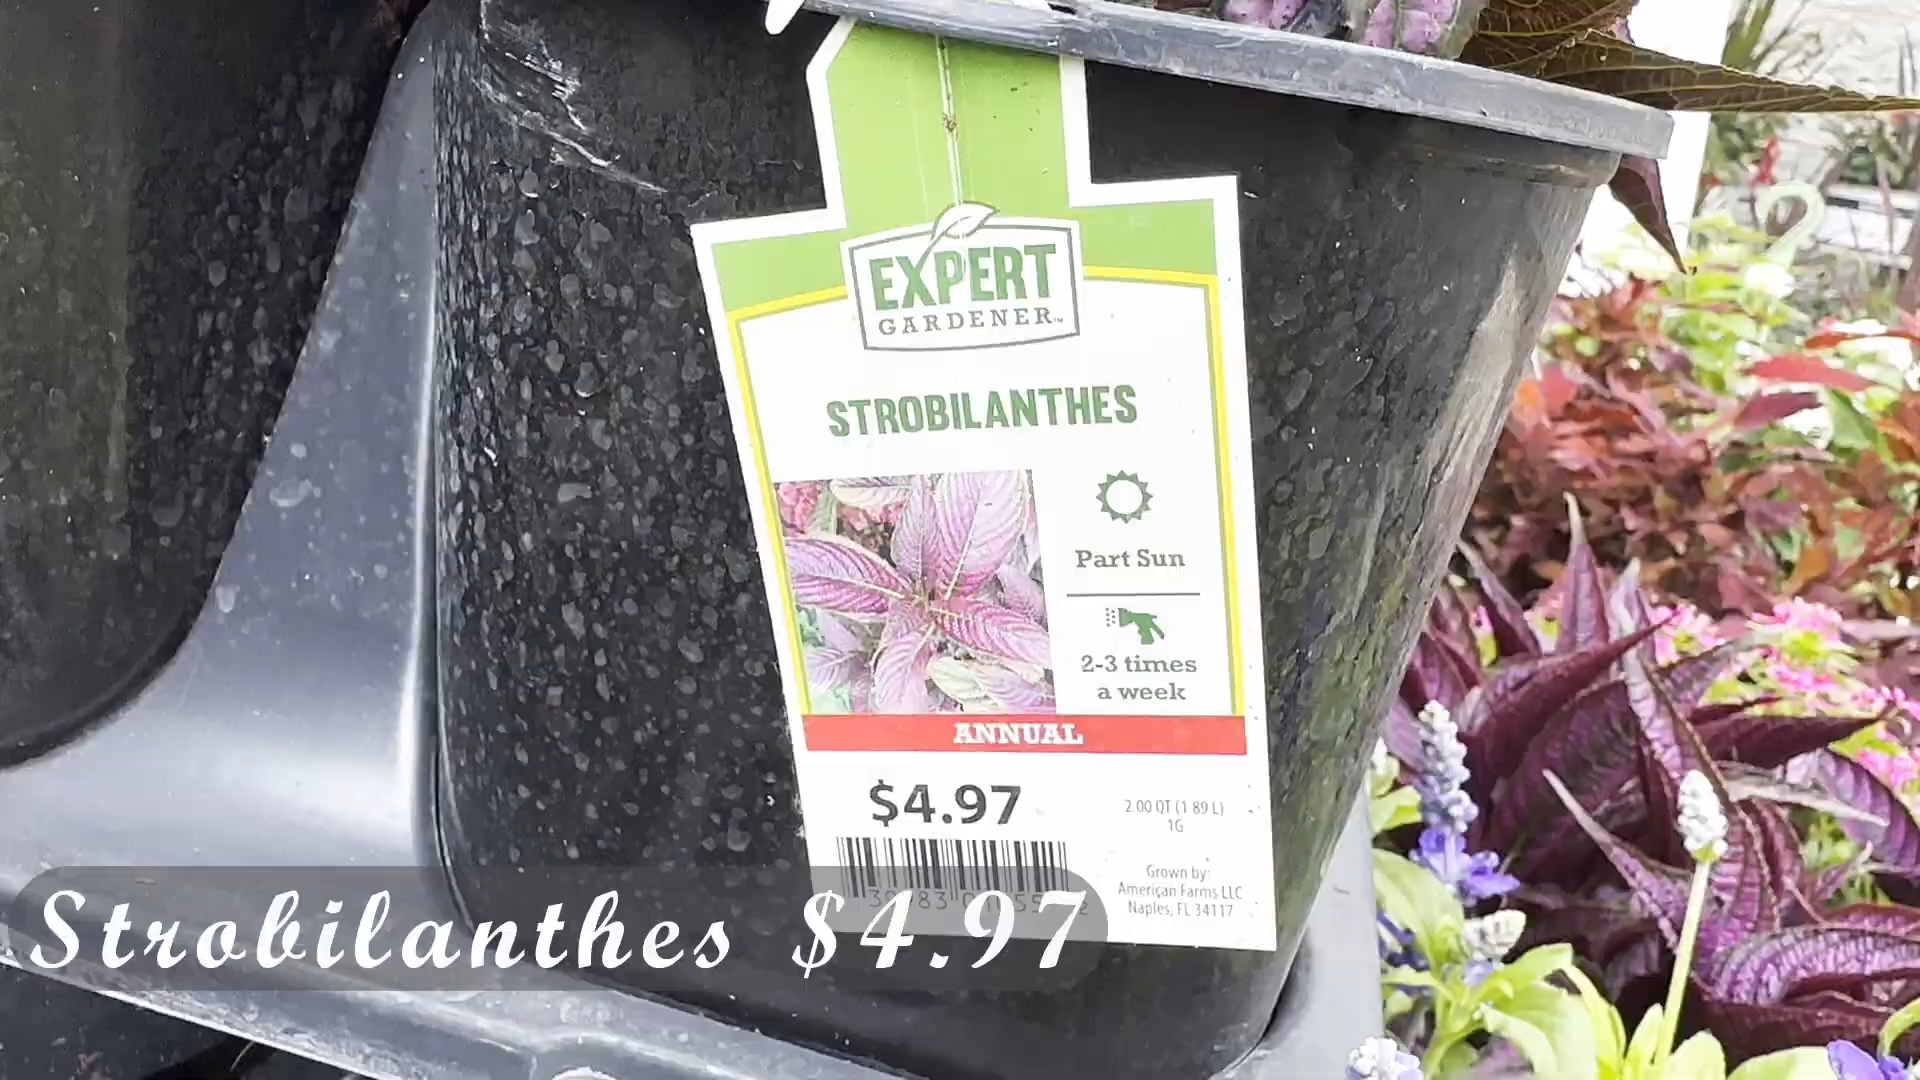 EXPERT
GARDENER™
STROBILANTHES
Part Sun
2-3 times
a week
ANNUAL
$4.97
2.00 QT (1 89 L)
1G
Grown by:
American Farms LLC
Naples, FL 34117
Strobilanthes $4.97